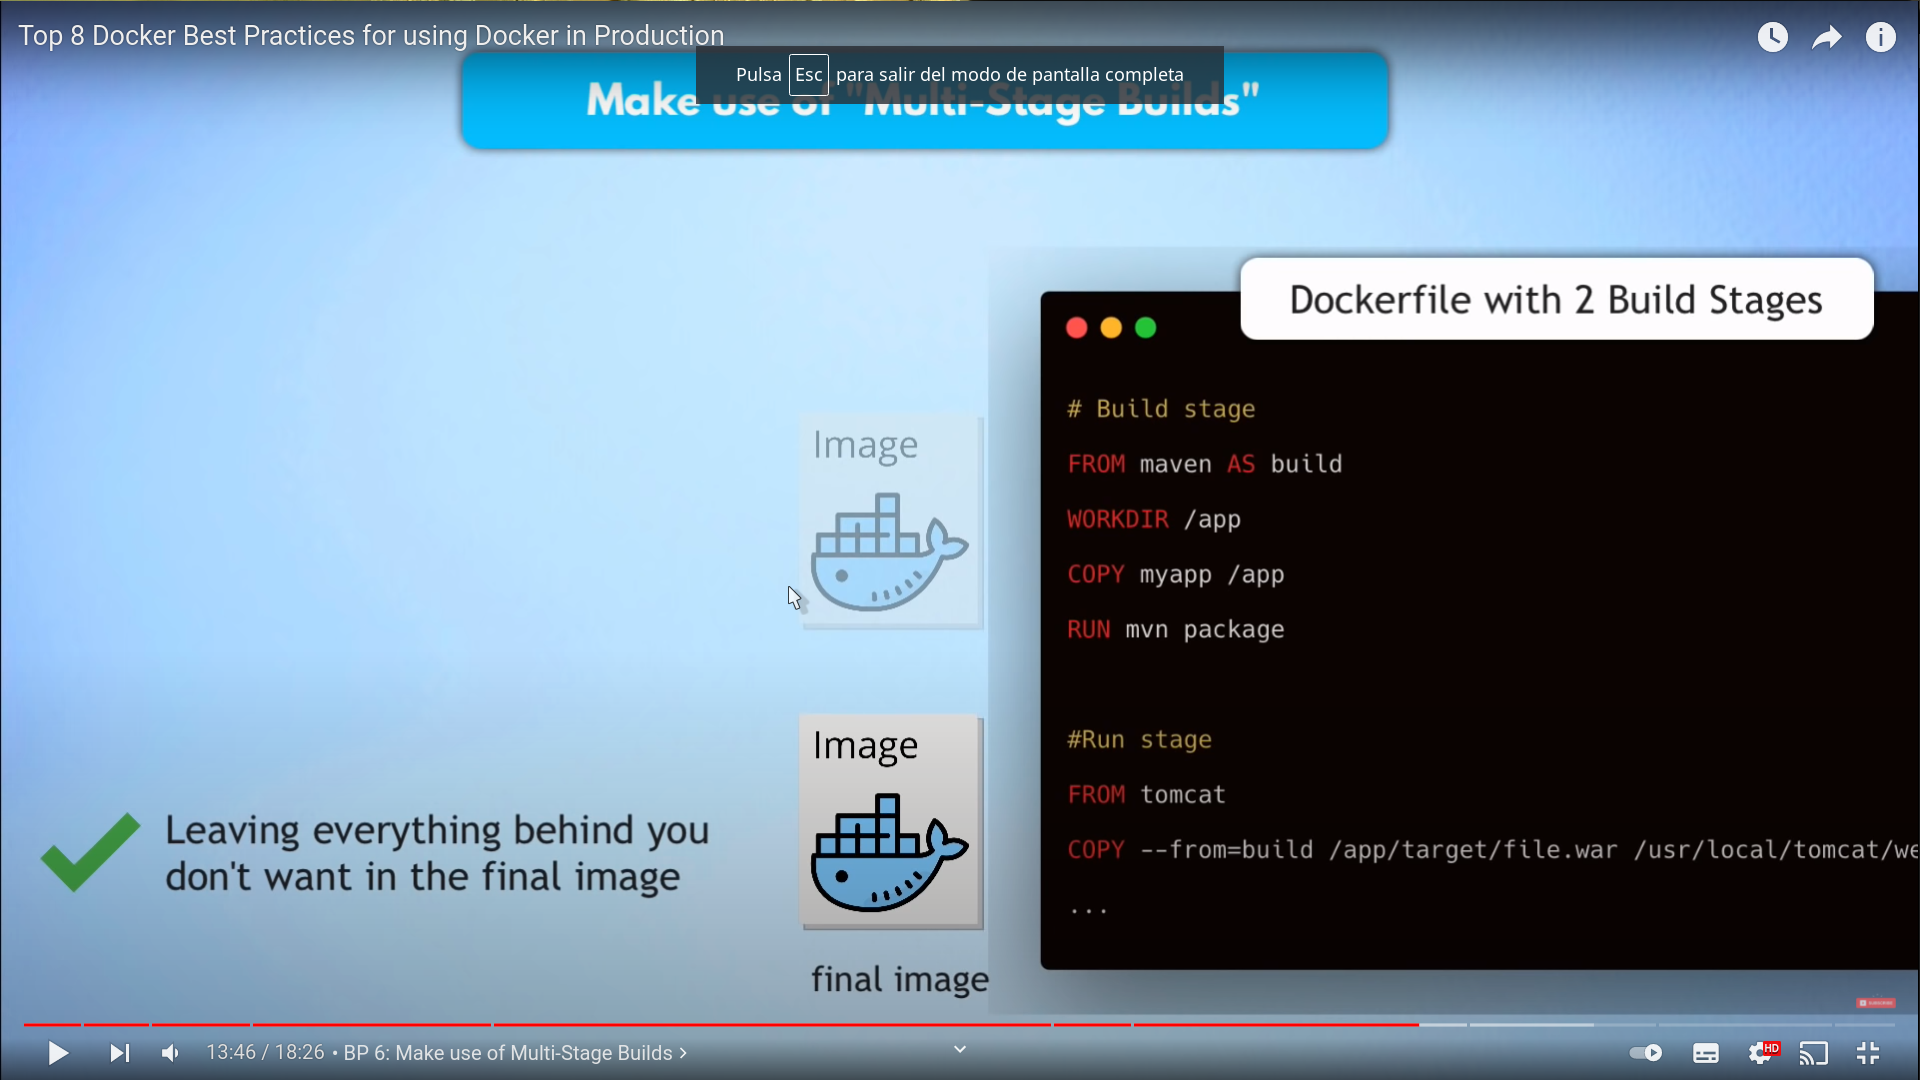 Top 8 Docker Best Practices for using Docker in Production
Pulsa Esc para salir del modo de pantalla completa
Make use of "Multi-Stage Builds"
Dockerfile with 2 Build Stages
# Build stage
FROM maven AS build
WORKDIR /app
COPY myapp /app
RUN mvn package
#Run stage
FROM tomcat
COPY --from=build /app/target/file.war /usr/local/tomcat/we
...
Image
Image
final image
Leaving everything behind you
don't want in the final image
SUBSCRIBE
13:46 / 18:26 • BP 6: Make use of Multi-Stage Builds >
HD